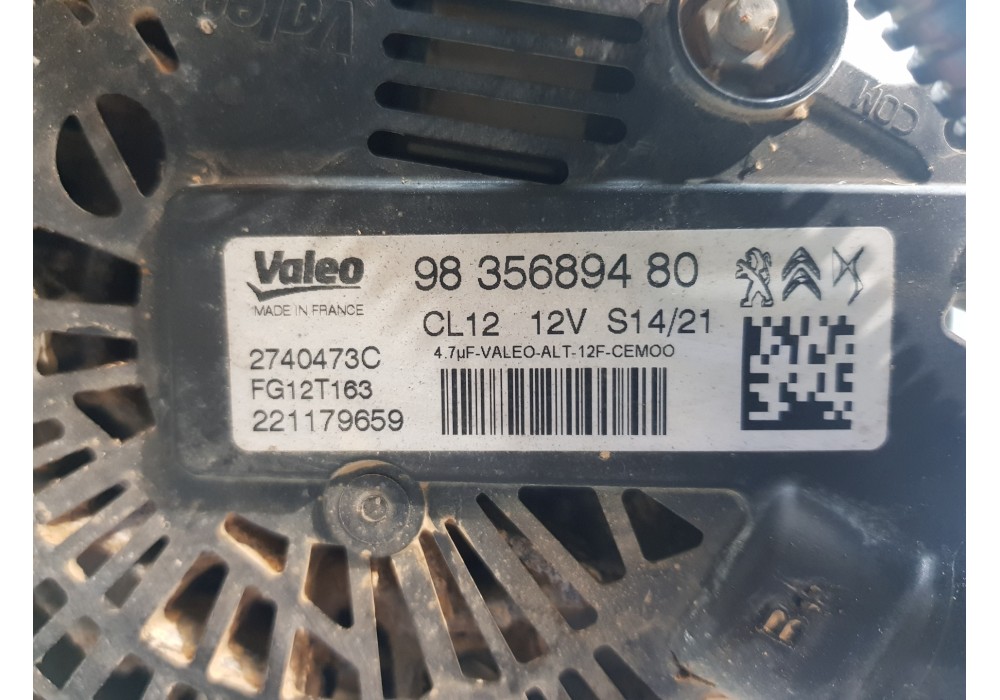 Valeo
COM
Valeo
98 356894 80
MADE IN FRANCE
CL12 12V S14/21
2740473C
4.7µF-VALEO-ALT-12F-CEMOO
FG12T163
221179659